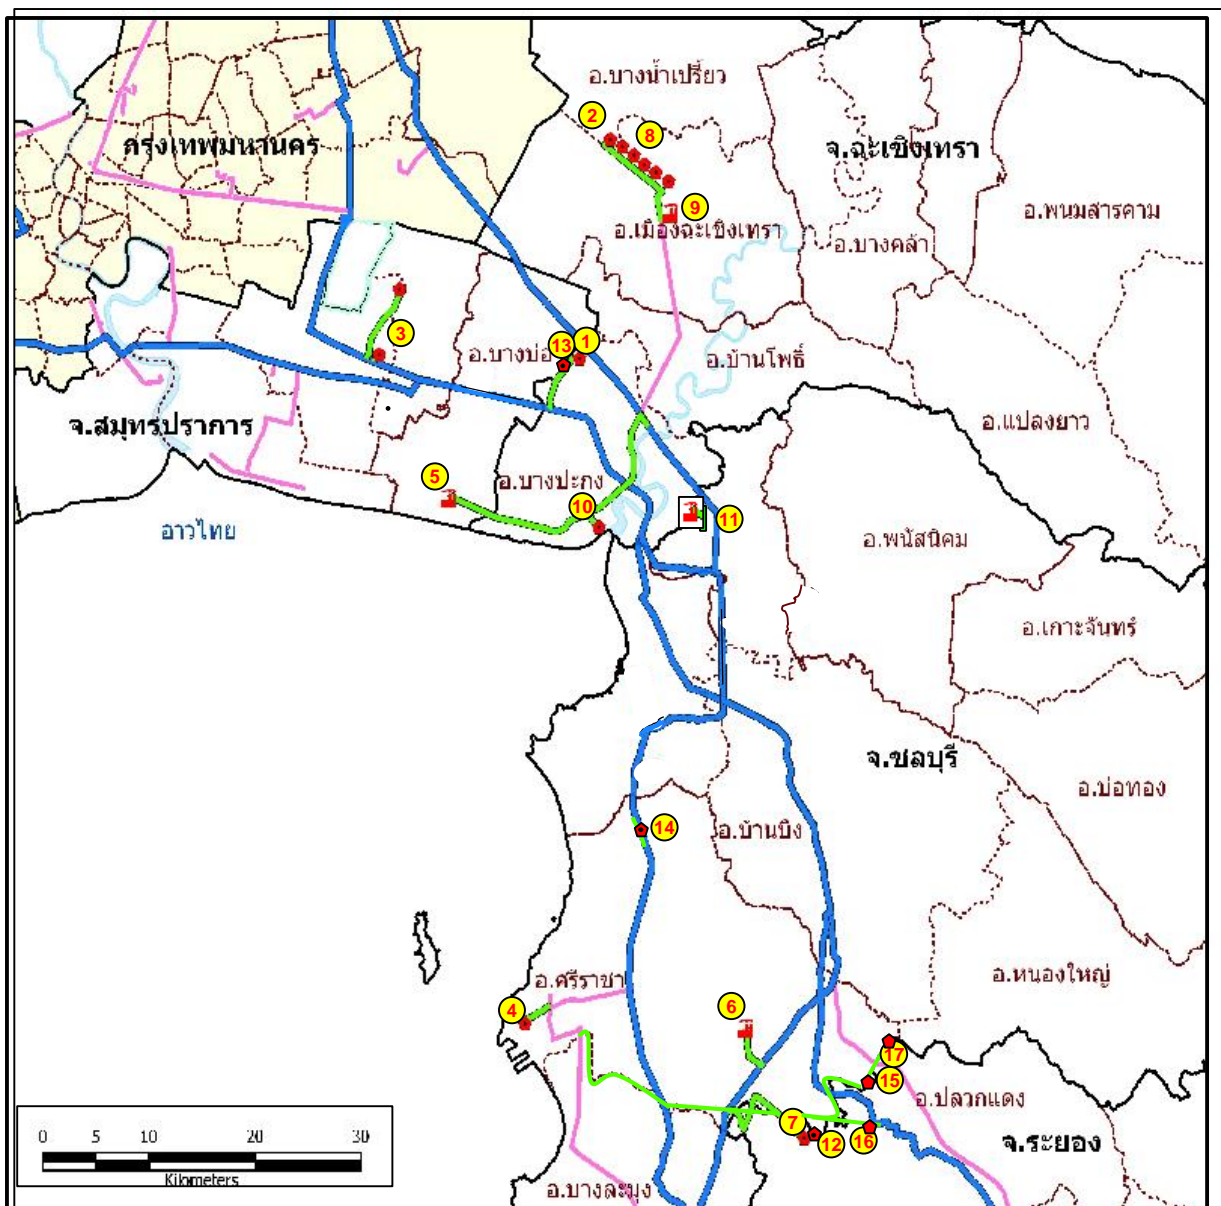 อ.บางน้ำเปรี้ยว
2
8
กรุงเทพมหานคร
จ.ฉะเชิงเทรา
9
อ.พนมสารคาม
อ.เมืองฉะเชิงเทรา
อ.บางคล้า
3
13
1
อ.บางบ่อ
อ.บ้านโพธิ์
จ.สมุทรปราการ
อ.แปลงยาว
5
อ.บางปะกง
10
11
อ่าวไทย
อ.พนัสนิคม
อ.เกาะจันทร์
จ.ชลบุรี
อ.บ่อทอง
14
อ.บ้านบึง
อ.ศรีราชา
อ.หนองใหญ่
4
6
17
15
อ.ปลวกแดง
7
12
16
จ.ระยอง
0 5 10 20 30
Kilometers
อ.บางละมุง